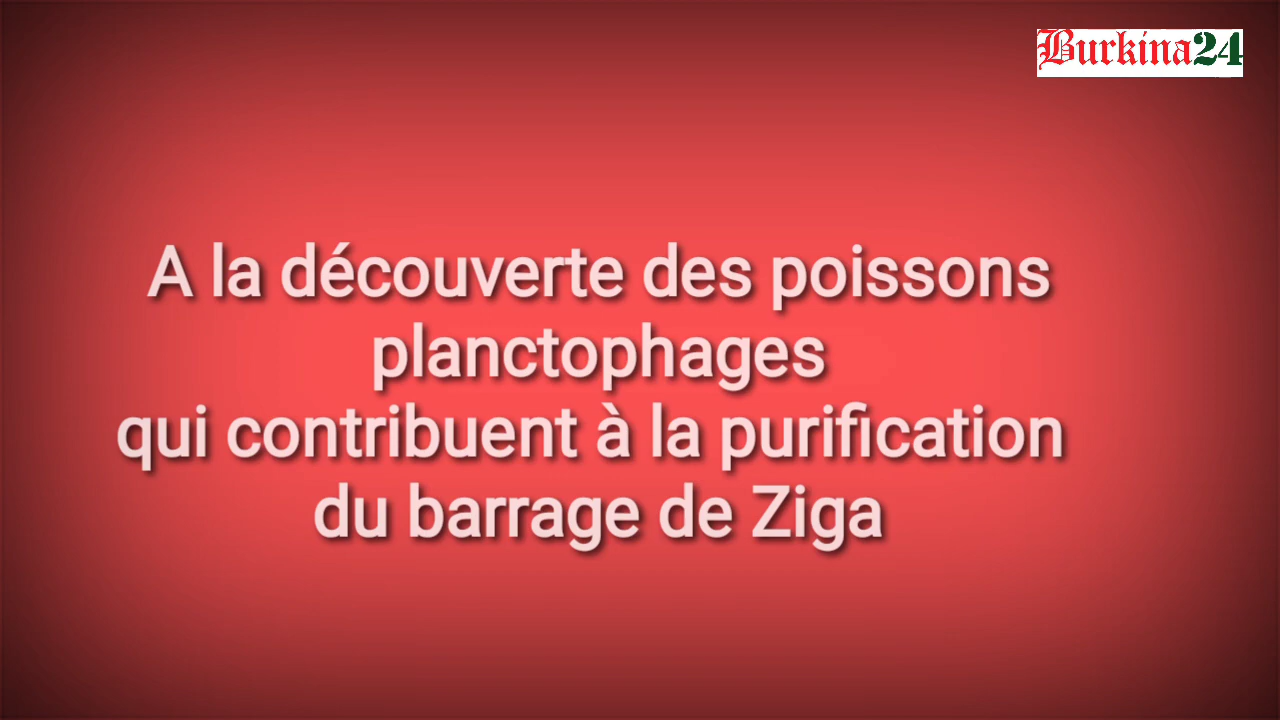 Burkina24
A la découverte des poissons
planctophages
qui contribuent à la purification
du barrage de Ziga